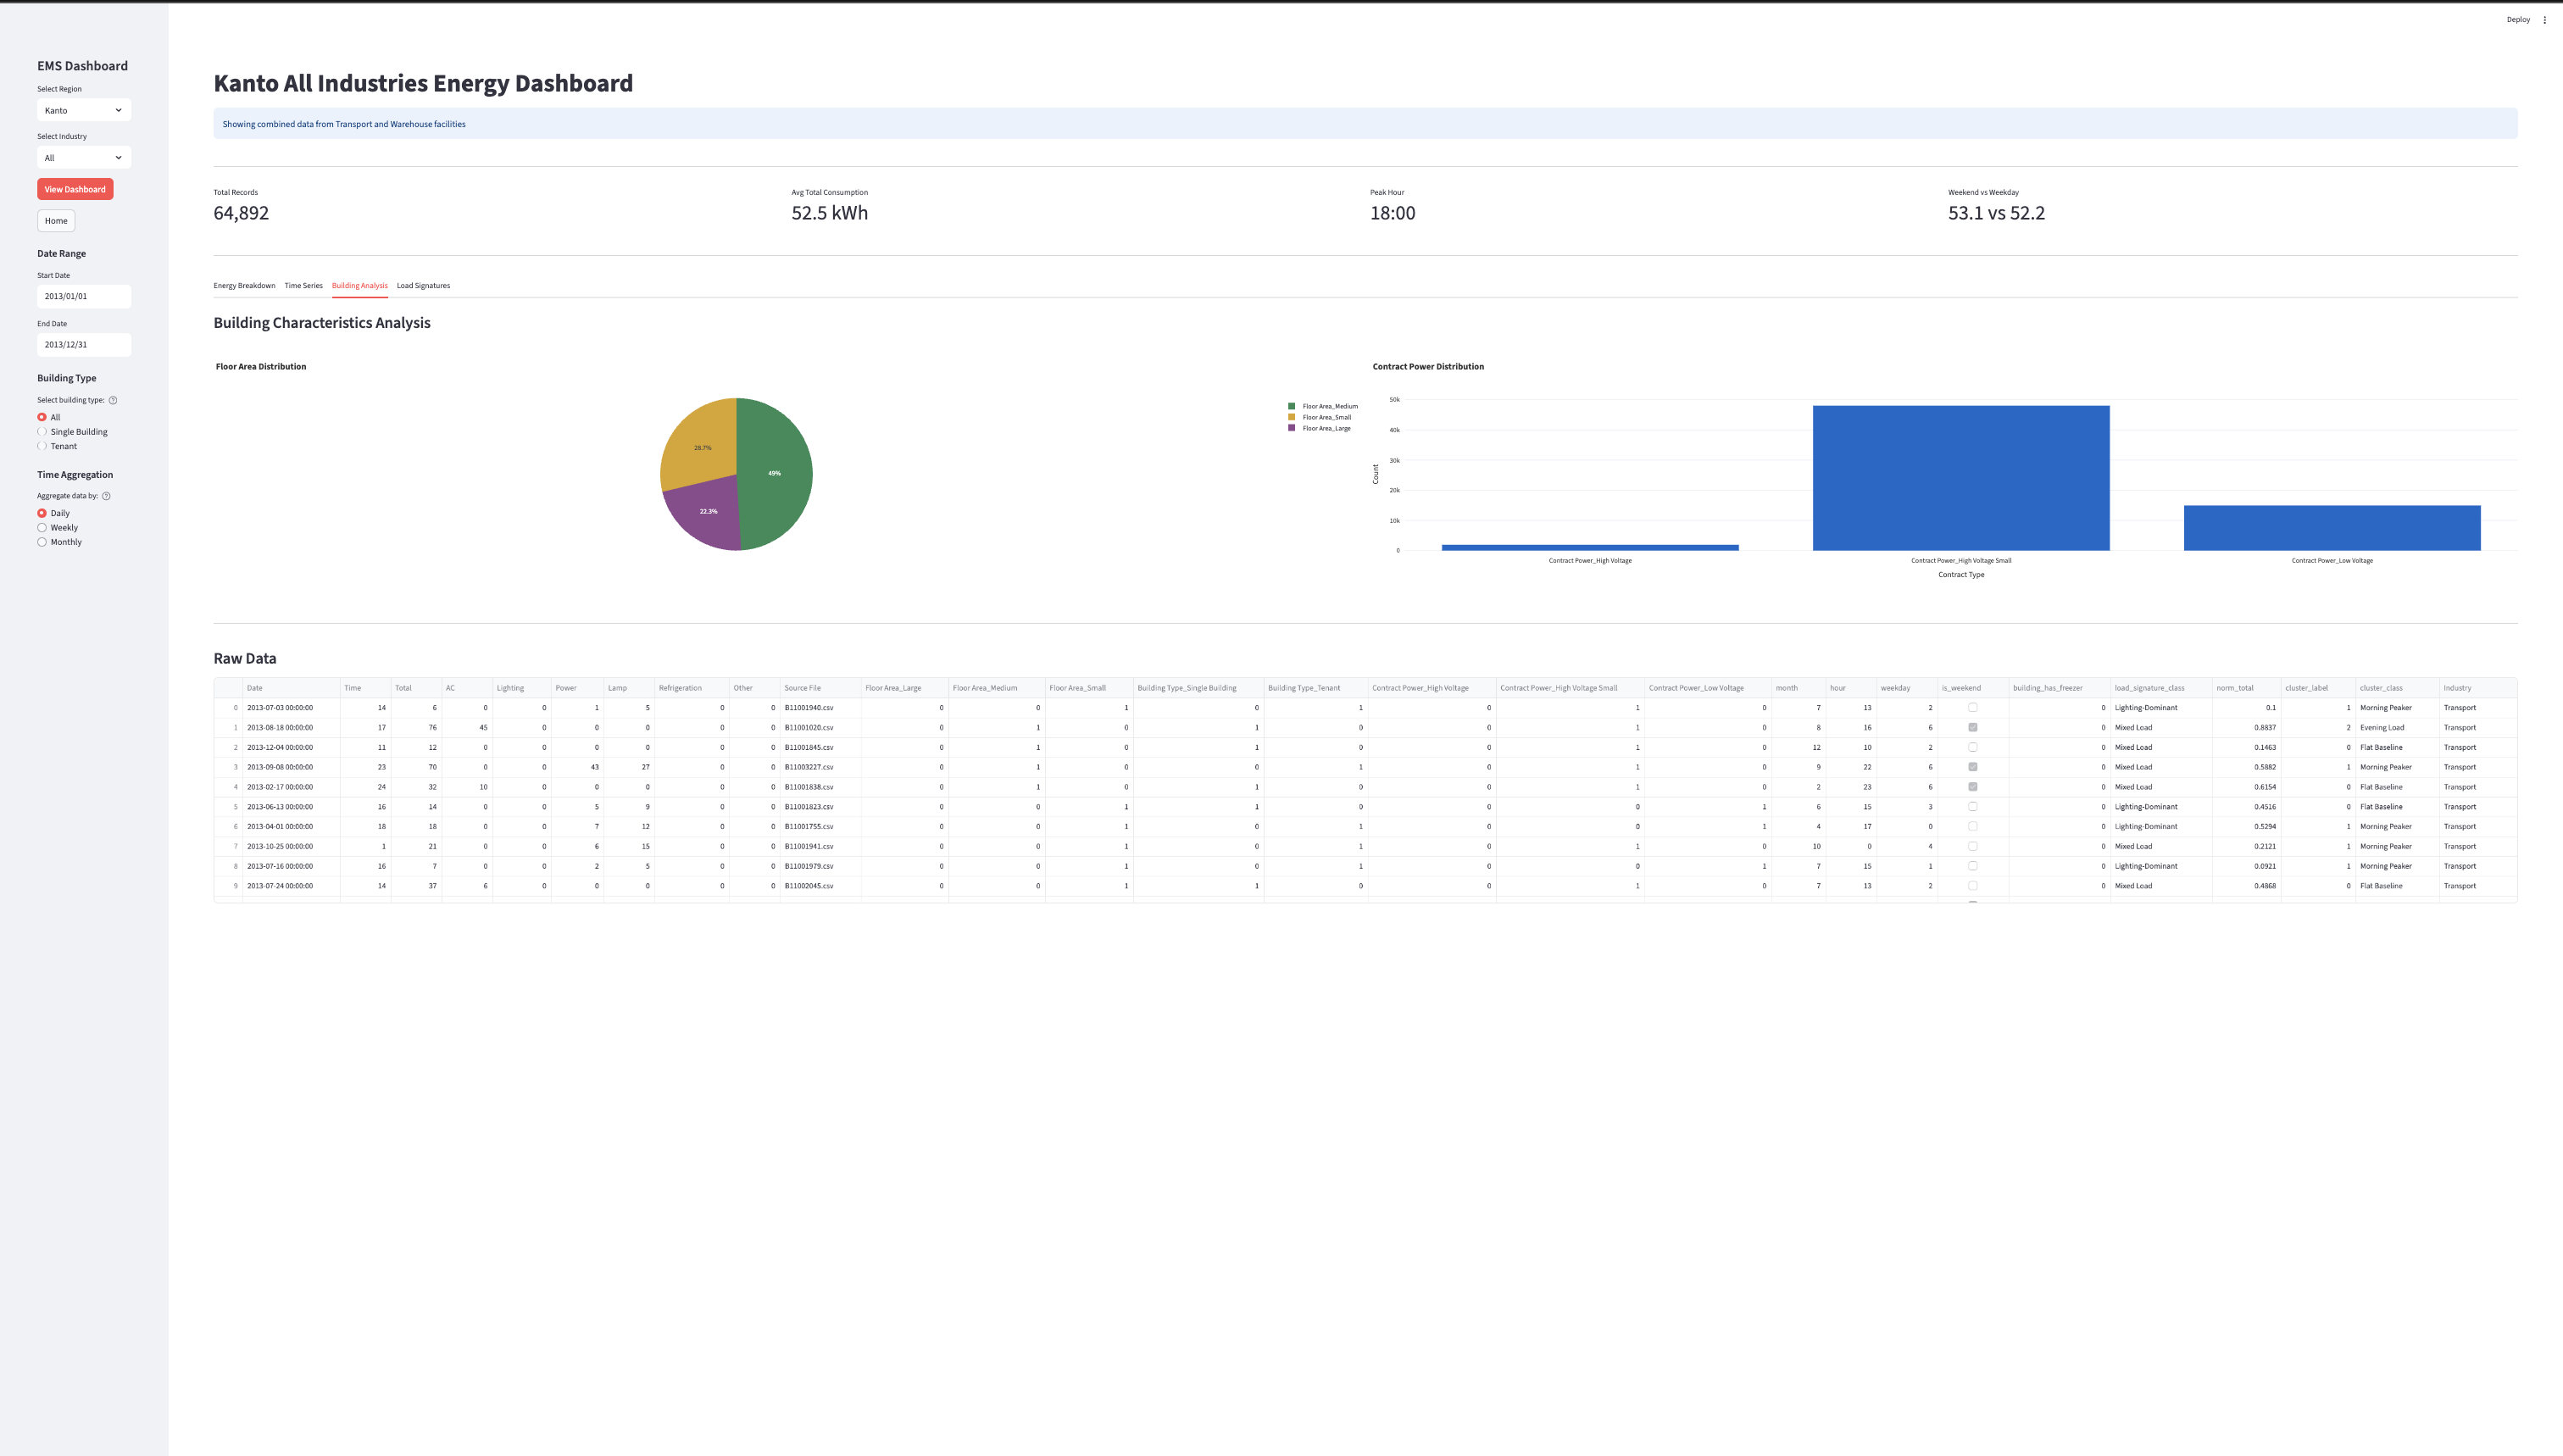 Deploy
EMS Dashboard
Select Region
Kanto
Select Industry
All
View Dashboard
Home
Date Range
Start Date
2013/01/01
End Date
2013/12/31
Building Type
Select building type:
All
Single Building
Tenant
Time Aggregation
Aggregate data by:
Daily
Weekly
Monthly
Kanto All Industries Energy Dashboard
Showing combined data from Transport and Warehouse facilities
Total Records
64,892
Avg Total Consumption
52.5 kWh
Peak Hour
18:00
Weekend vs Weekday
53.1 vs 52.2
Energy Breakdown Time Series Building Analysis Load Signatures
Building Characteristics Analysis
Floor Area Distribution
28.7%
49%
22.3%
Floor Area_Medium
Floor Area_Small
Floor Area_Large
Contract Power Distribution
Count
50k
40k
30k
20k
10k
0
Contract Power_High Voltage Contract Power_High Voltage Small Contract Power_Low Voltage
Contract Type
Raw Data
Date Time Total AC Lighting Power Lamp Refrigeration Other Source File Floor Area_Large Floor Area_Medium Floor Area_Small Building Type_Single Building Building Type_Tenant Contract Power_High Voltage Contract Power_High Voltage Small Contract Power_Low Voltage month hour weekday is_weekend building_has_freezer load_signature_class norm_total cluster_label cluster_class Industry
0 2013-07-03 00:00:00 14 6 0 0 1 5 0 0 B11001940.csv 0 0 1 0 1 0 1 0 7 13 2 0 Lighting-Dominant 0.1 1 Morning Peaker Transport
1 2013-08-18 00:00:00 17 76 45 0 0 0 0 0 B11001020.csv 0 1 0 1 0 0 1 0 8 16 6 0 Mixed Load 0.8837 2 Evening Load Transport
2 2013-12-04 00:00:00 11 12 0 0 0 0 0 0 B11001845.csv 0 1 0 1 0 0 1 0 12 10 2 0 Mixed Load 0.1463 0 Flat Baseline Transport
3 2013-09-08 00:00:00 23 70 0 0 43 27 0 0 B11003227.csv 0 1 0 0 1 0 1 0 9 22 6 0 Mixed Load 0.5882 1 Morning Peaker Transport
4 2013-02-17 00:00:00 24 32 10 0 0 0 0 0 B11001838.csv 0 1 0 1 0 0 1 0 2 23 6 0 Mixed Load 0.6154 0 Flat Baseline Transport
5 2013-06-13 00:00:00 16 14 0 0 5 9 0 0 B11001823.csv 0 0 1 1 0 0 0 1 6 15 3 0 Lighting-Dominant 0.4516 0 Flat Baseline Transport
6 2013-04-01 00:00:00 18 18 0 0 7 12 0 0 B11001755.csv 0 0 1 0 1 0 0 1 4 17 0 0 Lighting-Dominant 0.5294 1 Morning Peaker Transport
7 2013-10-25 00:00:00 1 21 0 0 6 15 0 0 B11001941.csv 0 0 1 0 1 0 1 0 10 0 4 0 Mixed Load 0.2121 1 Morning Peaker Transport
8 2013-07-16 00:00:00 16 7 0 0 2 5 0 0 B11001979.csv 0 0 1 0 1 0 0 1 7 15 1 0 Lighting-Dominant 0.0921 1 Morning Peaker Transport
9 2013-07-24 00:00:00 14 37 6 0 0 0 0 0 B11002045.csv 0 0 1 1 0 0 1 0 7 13 2 0 Mixed Load 0.4868 0 Flat Baseline Transport